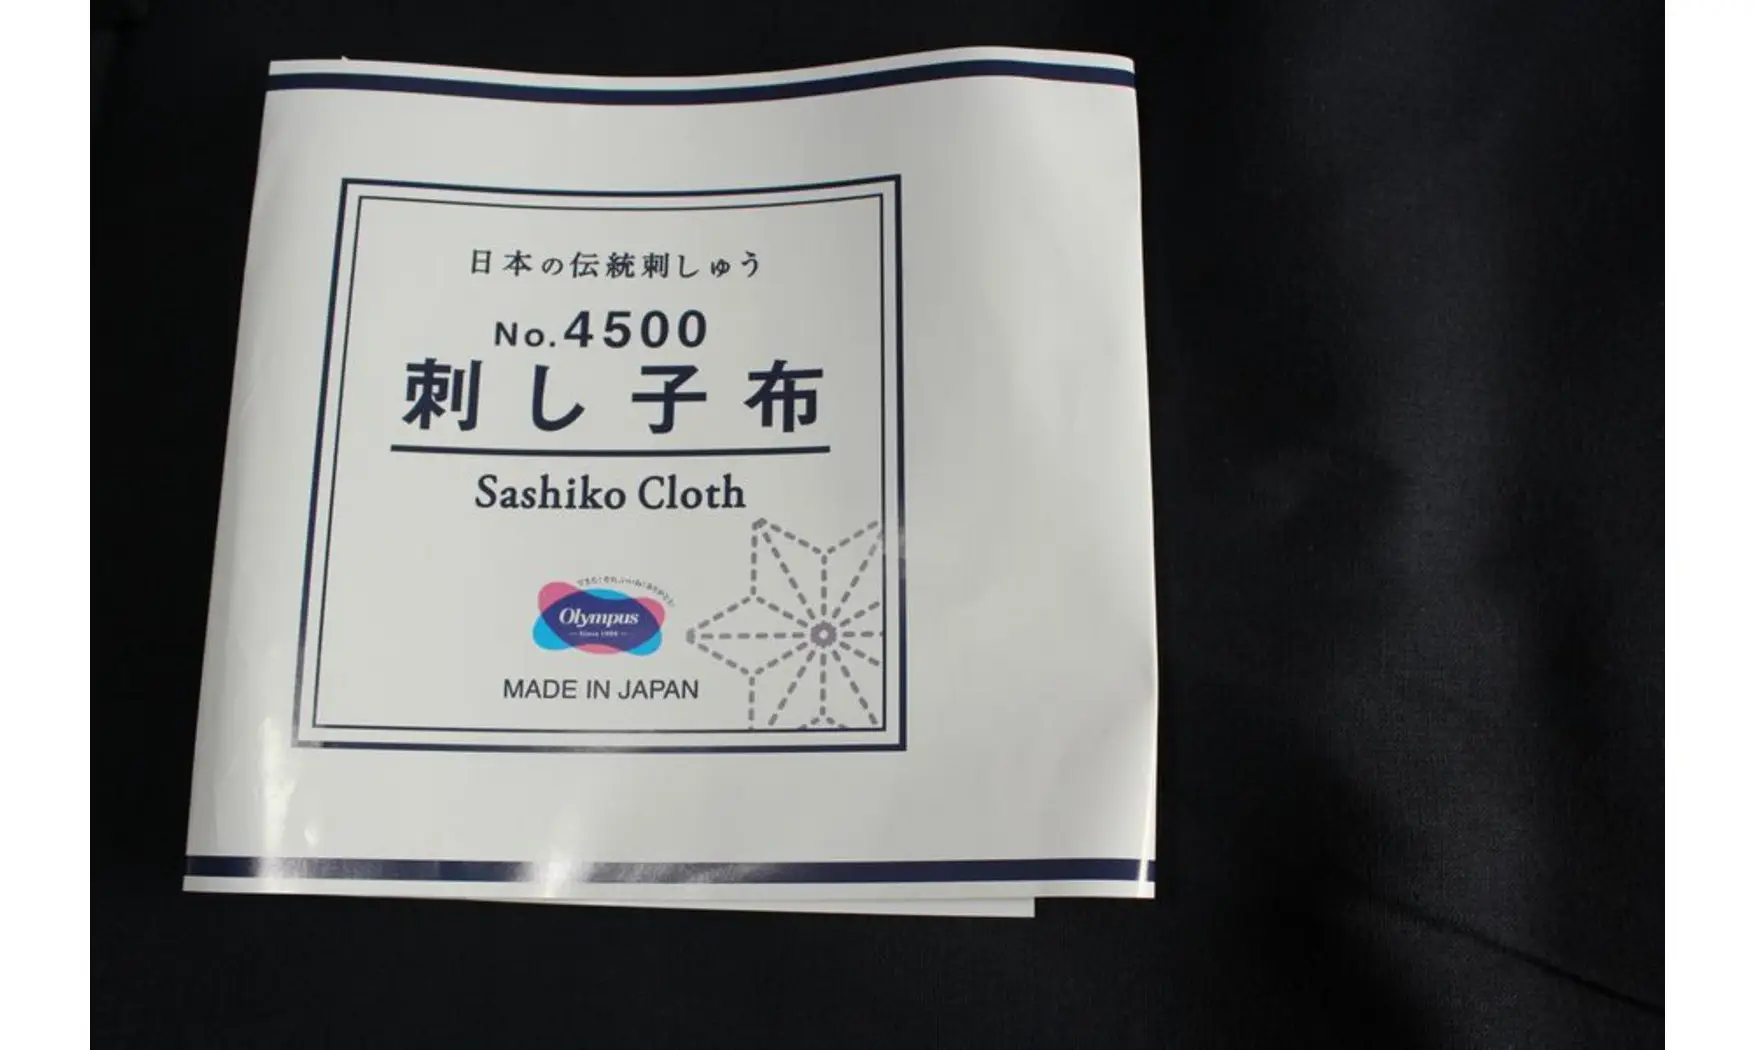 日本の伝統刺しゅう
No.4500
刺し子布
Sashiko Cloth
Olympus
MADE IN JAPAN